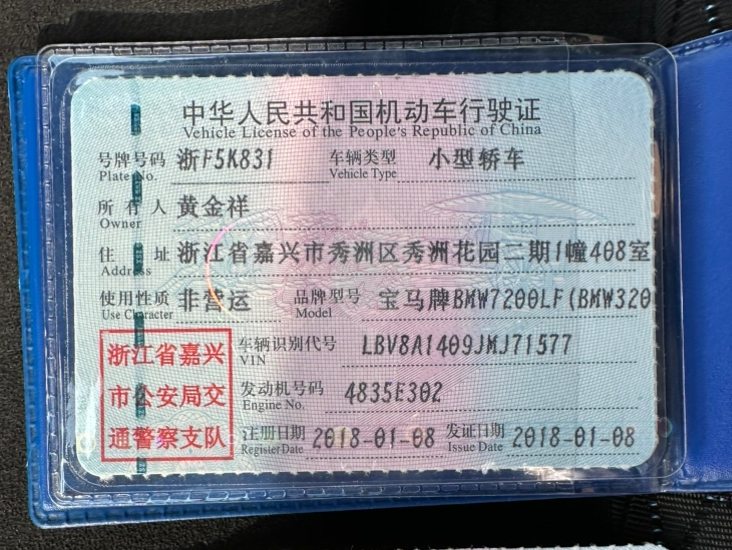 中华人民共和国机动车行驶证
Vehicle License of the People's Republic of China
号牌号码 浙F5K831 车辆类型 小型轿车
Plate No. Vehicle Type
所有人 黄金祥
Owner
住址 浙江省嘉兴市秀洲区秀洲花园二期1幢408室
Address
使用性质 非营运 品牌型号 宝马牌BMW7200LF(BMW320
Use Character Model
浙江省嘉兴
市公安局交
通警察支队
车辆识别代号 LBV8A1409JMJ71577
VIN
发动机号码 4835E302
Engine No.
注册日期 2018-01-08 发证日期 2018-01-08
Register Date Issue Date